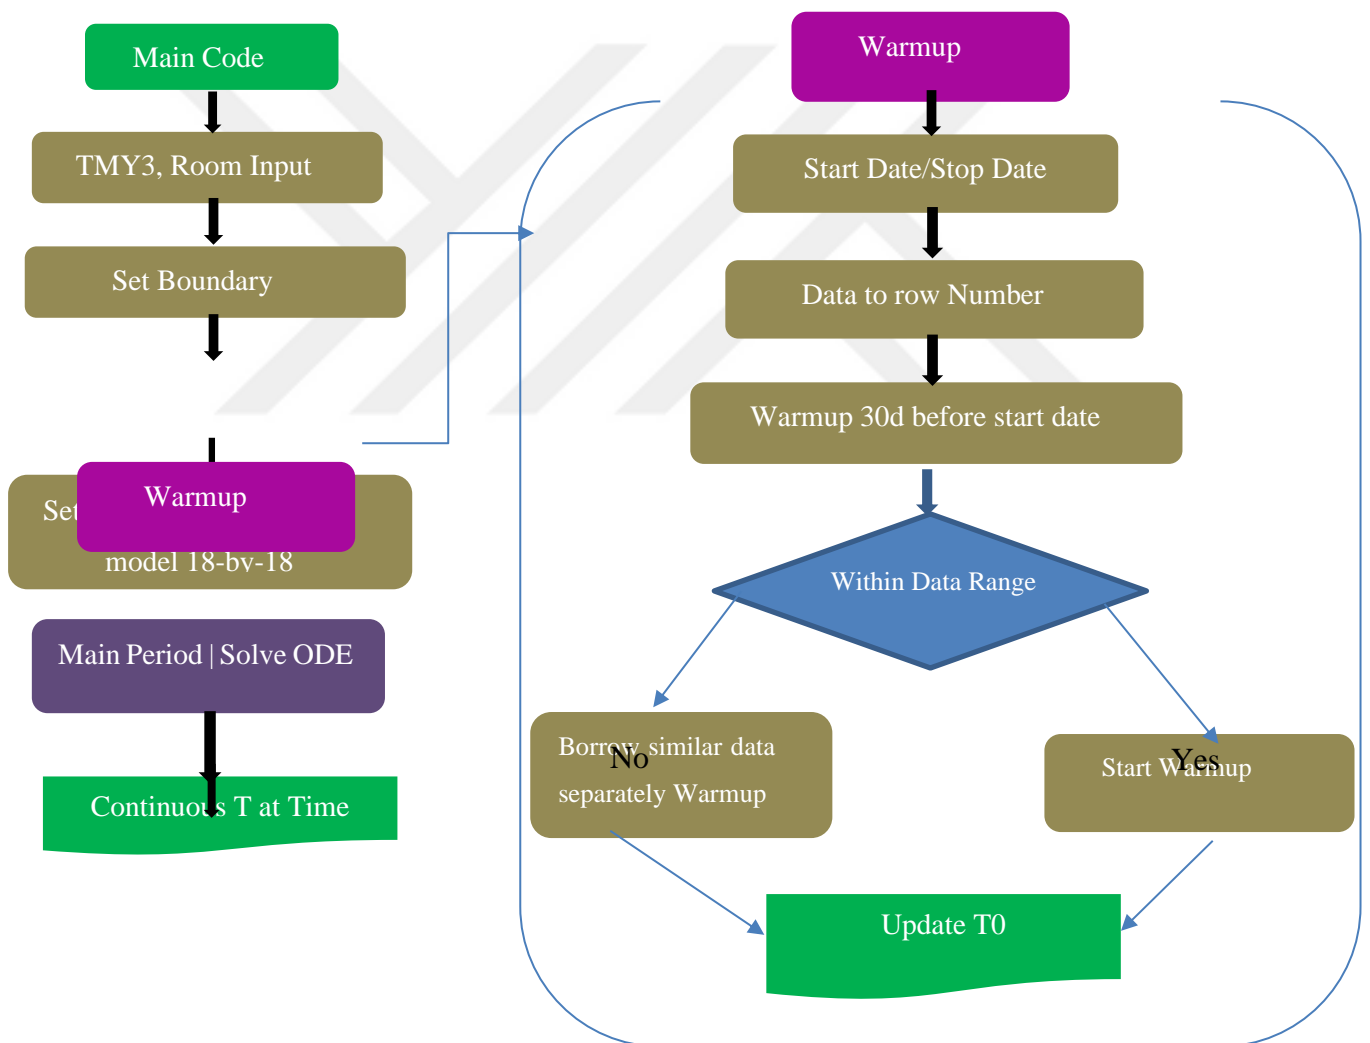 Main Code
TMY3, Room Input
Set Boundary
Set
Warmup
model 18-by-18
Main Period | Solve ODE
Continuous T at Time
Warmup
Start Date/Stop Date
Data to row Number
Warmup 30d before start date
Within Data Range
Borrow similar data
separately Warmup
No
Start Warmup
Yes
Update T0